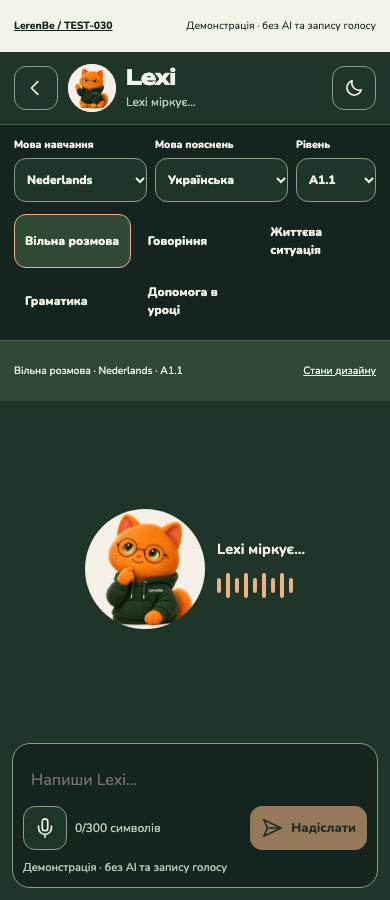 LerenBe / TEST-030
Демонстрація · без AI та запису голосу
Lexi
Lexi міркує...
Мова навчання
Мова пояснень
Рівень
Nederlands
Українська
A1.1
Вільна розмова
Говоріння
Життєва
ситуація
Граматика
Допомога в
уроці
Вільна розмова · Nederlands · A1.1
Стани дизайну
Lexi міркує...
LerenBe
Напиши Lexi...
0/300 символів
Надіслати
Демонстрація · без AI та запису голосу